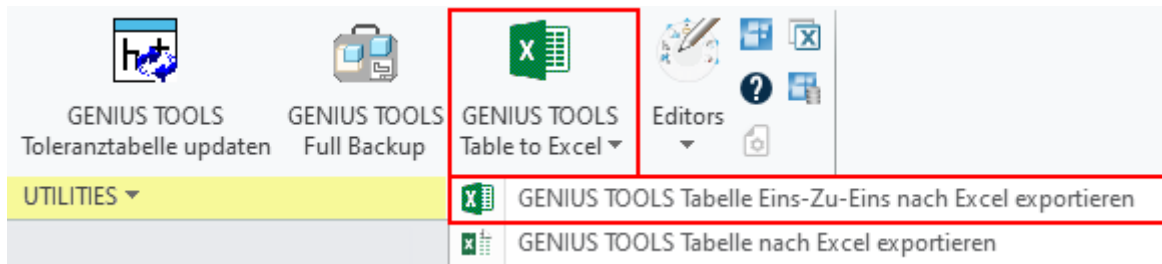 GENIUS TOOLS
Toleranztabelle updaten
GENIUS TOOLS
Full Backup
GENIUS TOOLS
Table to Excel
Editors
UTILITIES
GENIUS TOOLS Tabelle Eins-Zu-Eins nach Excel exportieren
GENIUS TOOLS Tabelle nach Excel exportieren